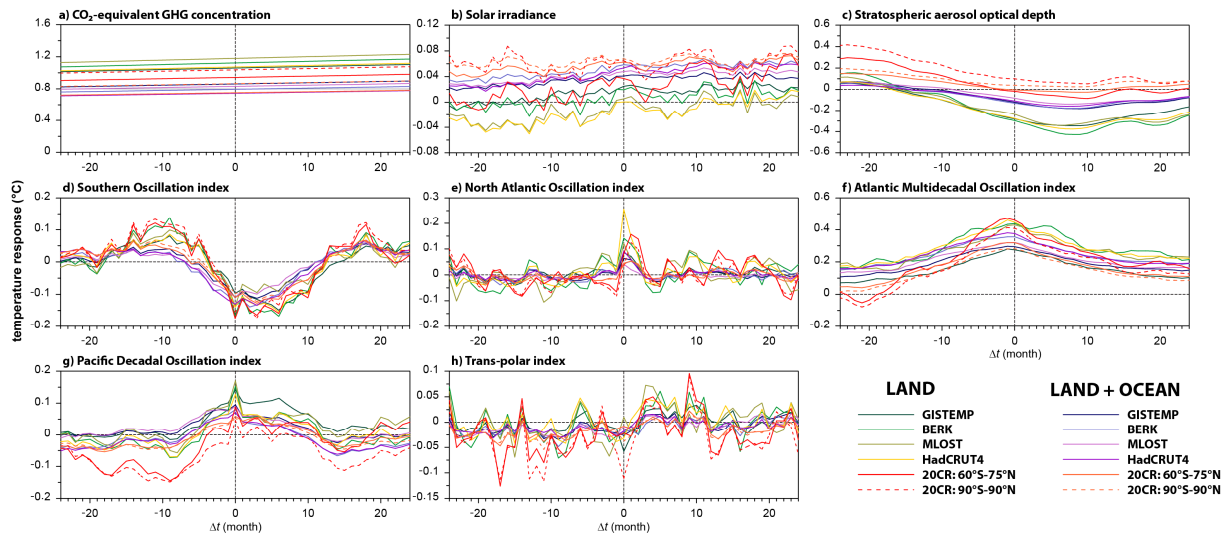 a) CO₂-equivalent GHG concentration
b) Solar irradiance
c) Stratospheric aerosol optical depth
1.6
1.2
0.8
0.4
0
-20 -10 0 10 20
0.12
0.08
0.04
0
-0.04
-0.08
-20 -10 0 10 20
0.6
0.4
0.2
0
-0.2
-0.4
-0.6
-20 -10 0 10 20
temperature response (°C)
d) Southern Oscillation index
e) North Atlantic Oscillation index
f) Atlantic Multidecadal Oscillation index
0.2
0.1
0
-0.1
-0.2
-20 -10 0 10 20
0.3
0.2
0.1
0
-0.1
-0.2
-20 -10 0 10 20
0.6
0.4
0.2
0
-0.2
-20 -10 0 10 20
Δt (month)
g) Pacific Decadal Oscillation index
h) Trans-polar index
0.2
0.1
0
-0.1
-0.2
-20 -10 0 10 20
Δt (month)
0.1
0.05
0
-0.05
-0.1
-0.15
-20 -10 0 10 20
Δt (month)
LAND
GISTEMP
BERK
MLOST
HadCRUT4
20CR: 60°S-75°N
20CR: 90°S-90°N
LAND + OCEAN
GISTEMP
BERK
MLOST
HadCRUT4
20CR: 60°S-75°N
20CR: 90°S-90°N